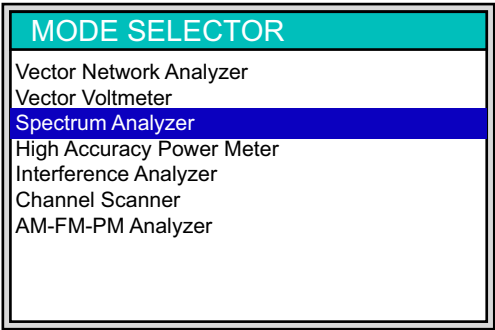 MODE SELECTOR
Vector Network Analyzer
Vector Voltmeter
Spectrum Analyzer
High Accuracy Power Meter
Interference Analyzer
Channel Scanner
AM-FM-PM Analyzer